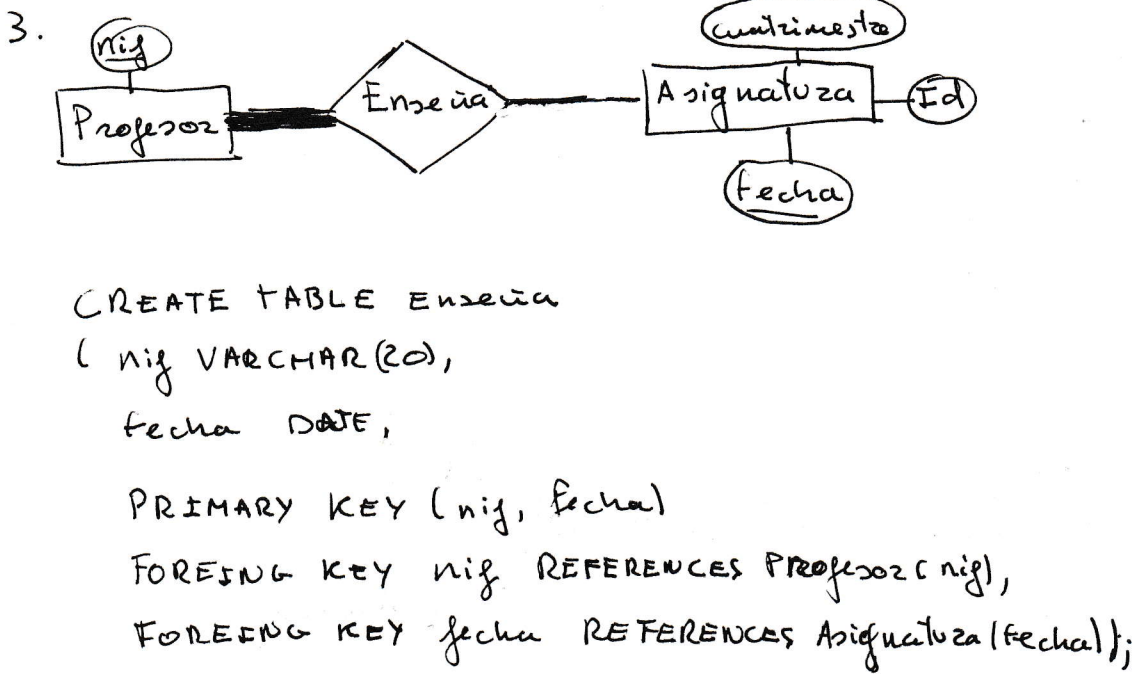 3.
nif
Profesor
Enseña
cuatrimestre
Asignatura
Id
fecha
3.
CREATE TABLE Enseña
( nif VARCHAR(20),
fecha DATE,
PRIMARY KEY (nif, fecha)
FOREING KEY nif REFERENCES Profesor(nif),
FOREING KEY fecha REFERENCES Asignatura(fecha));